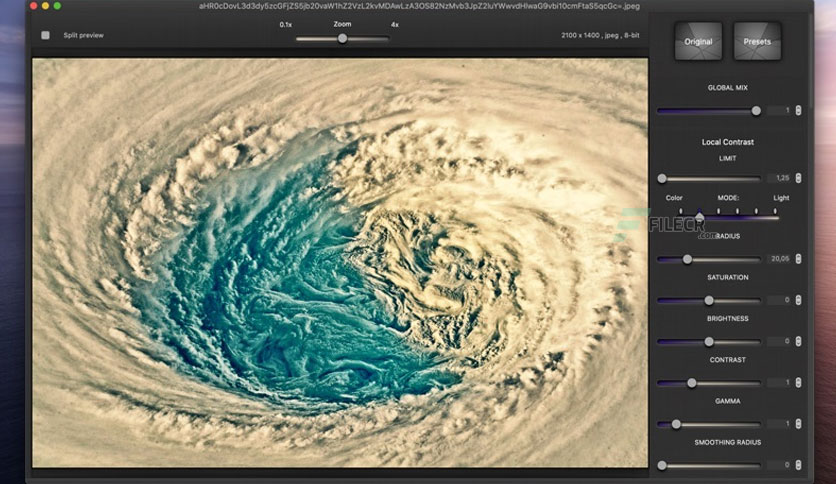 aHR0cDovL3d3dy5zcGFjZS5jb20vaW1hZ2VzL2kvMDAwLzA3OS82NzMvb3JpZ2luYWwvdHlwaG9vbi10cmFtaS5qcGc=.jpeg
Split preview
Zoom
0.1x
4x
2100 x 1400 , jpeg , 8-bit
Original
Presets
GLOBAL MIX
1
Local Contrast
LIMIT
1,25
Color
MODE:
Light
FILECR
.com
RADIUS
20,05
SATURATION
0
BRIGHTNESS
0
CONTRAST
1
GAMMA
1
SMOOTHING RADIUS
0